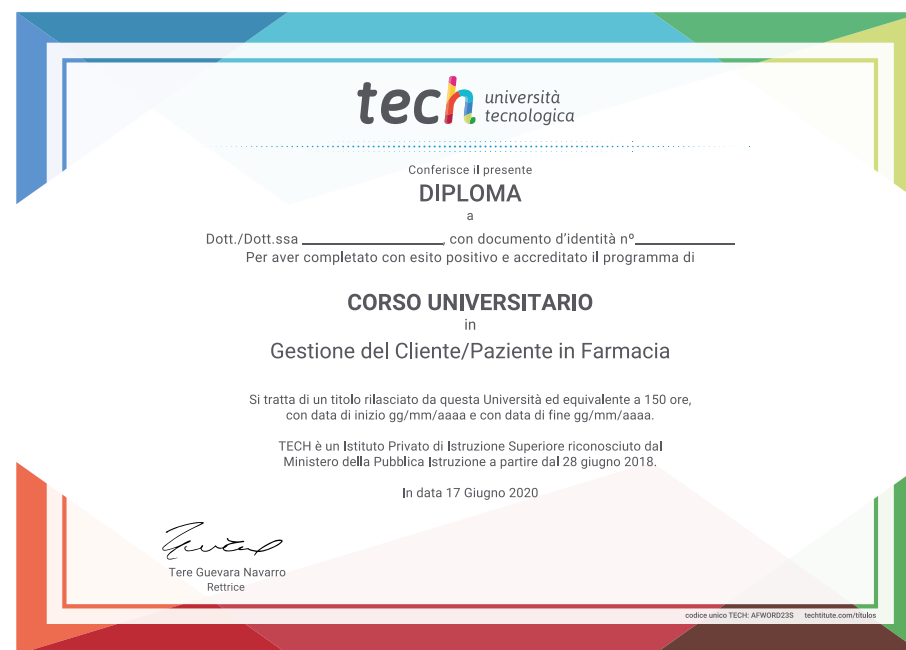 tech università
tecnologica
Conferisce il presente
DIPLOMA
a
Dott./Dott.ssa ____________________, con documento d'identità nº______________
Per aver completato con esito positivo e accreditato il programma di
CORSO UNIVERSITARIO
in
Gestione del Cliente/Paziente in Farmacia
Si tratta di un titolo rilasciato da questa Università ed equivalente a 150 ore,
con data di inizio gg/mm/aaaa e con data di fine gg/mm/aaaa.
TECH è un Istituto Privato di Istruzione Superiore riconosciuto dal
Ministero della Pubblica Istruzione a partire dal 28 giugno 2018.
In data 17 Giugno 2020
Tere Guevara Navarro
Rettrice
codice unico TECH: AFWORD23S techtitute.com/titulos